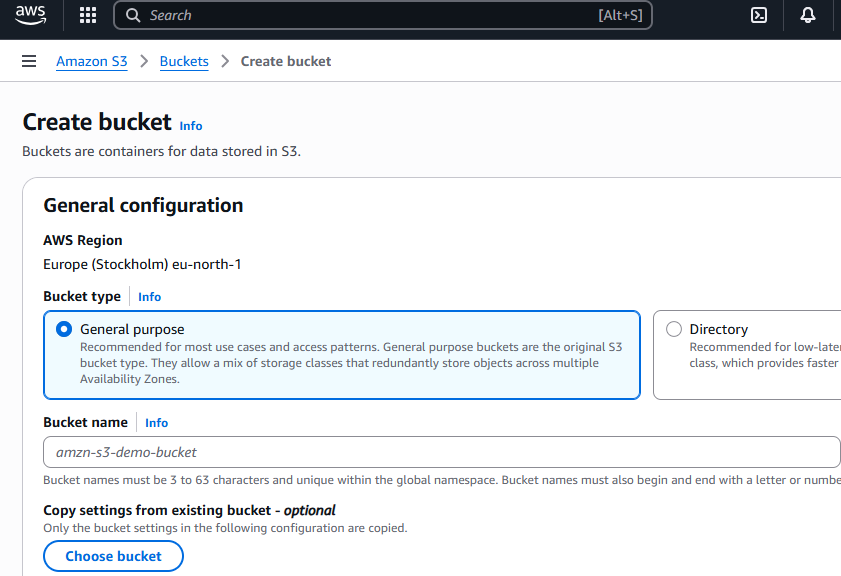 aws
Search [Alt+S]
Amazon S3 > Buckets > Create bucket
Create bucket Info
Buckets are containers for data stored in S3.
General configuration
AWS Region
Europe (Stockholm) eu-north-1
Bucket type Info
General purpose
Recommended for most use cases and access patterns. General purpose buckets are the original S3
bucket type. They allow a mix of storage classes that redundantly store objects across multiple
Availability Zones.
Directory
Recommended for low-later
class, which provides faster
Bucket name Info
amzn-s3-demo-bucket
Bucket names must be 3 to 63 characters and unique within the global namespace. Bucket names must also begin and end with a letter or numbe
Copy settings from existing bucket - optional
Only the bucket settings in the following configuration are copied.
Choose bucket